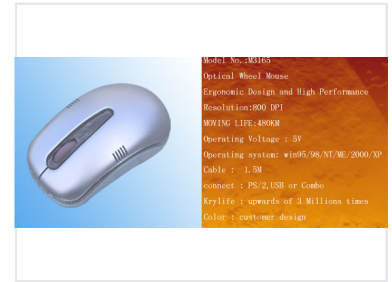 Model No.:M3165
Optical Wheel Mouse
Ergonomic Design and High Performance
Resolution:800 DPI
MOVING LIFE:480KM
Operating Voltage : 5V
Operating system: win95/98/NT/ME/2000/XP
Cable : 1.5M
connect : PS/2,USB or Combo
Krylife : upwards of 3 Millions times
Color : customer design